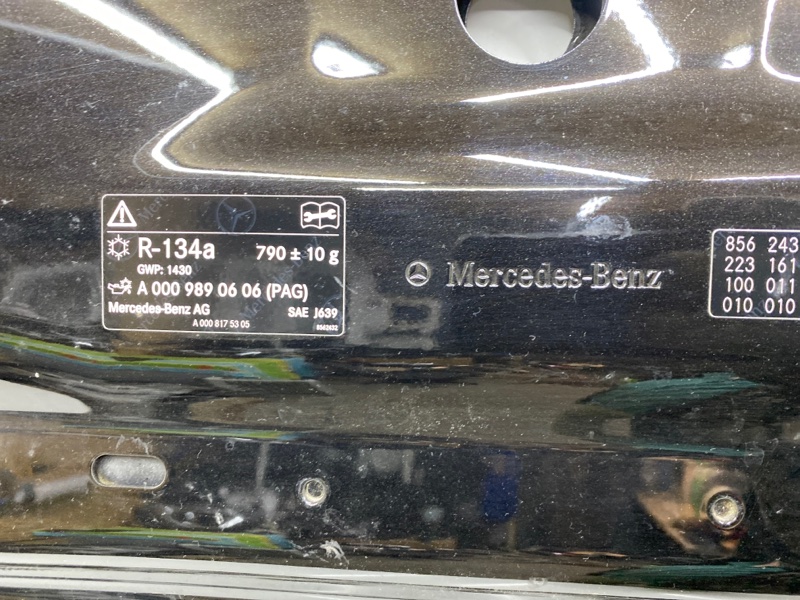 R-134a 790 ± 10 g
GWP: 1430
A 000 989 06 06 (PAG)
Mercedes-Benz AG SAE J639
A 000 817 53 05
Mercedes-Benz
856 243
223 161
100 011
010 010